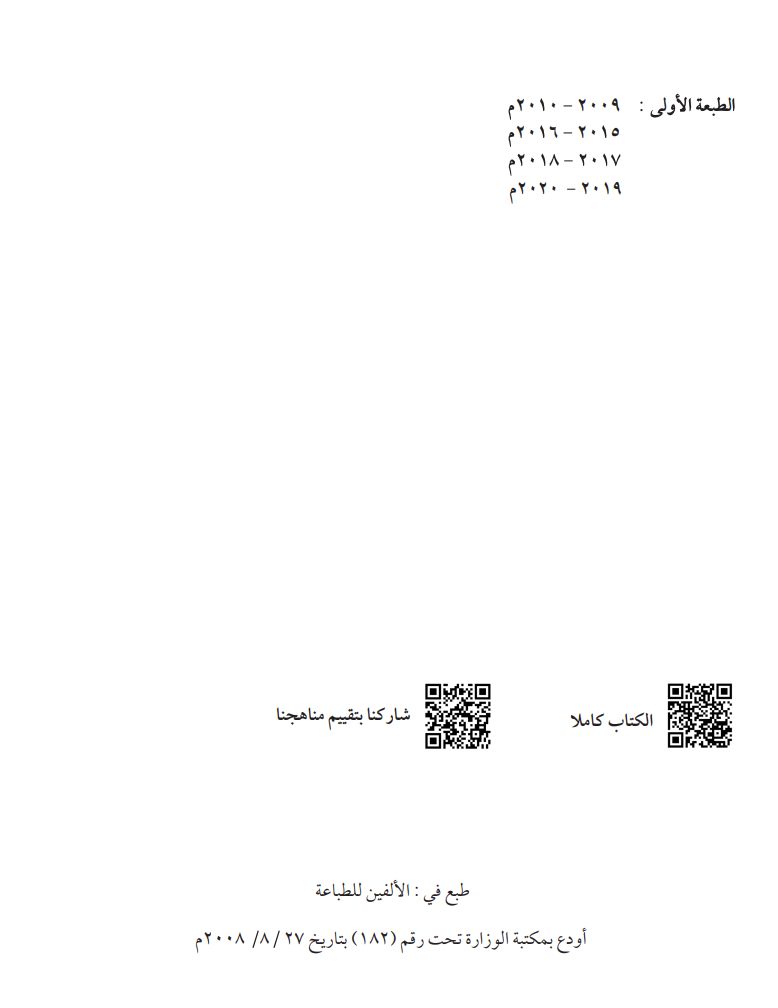 الطبعة الأولى : ٢٠٠٩ – ٢٠١٠م
٢٠١٥ – ٢٠١٦م
٢٠١٧ – ٢٠١٨م
٢٠١٩ – ٢٠٢٠م
الكتاب كاملا
شاركنا بتقييم مناهجنا
طبع في : الألفين للطباعة
أودع بمكتبة الوزارة تحت رقم (١٨٢) بتاريخ ٢٧ /٨/ ٢٠٠٨م